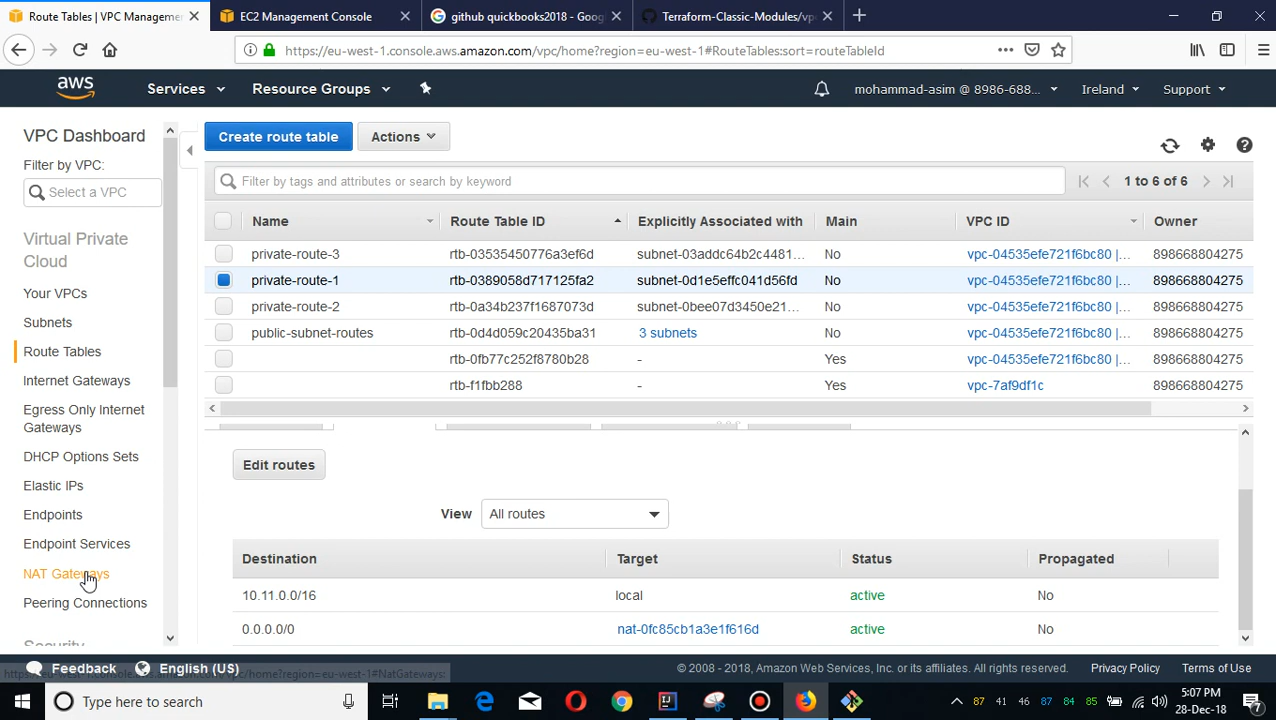 Route Tables | VPC Managemen
EC2 Management Console
github quickbooks2018 - Goog
Terraform-Classic-Modules/vp
https://eu-west-1.console.aws.amazon.com/vpc/home?region=eu-west-1#RouteTables:sort=routeTableId
aws
Services
Resource Groups
mohammad-asim @ 8986-688...
Ireland
Support
VPC Dashboard
Filter by VPC:
Select a VPC
Virtual Private
Cloud
Your VPCs
Subnets
Route Tables
Internet Gateways
Egress Only Internet
Gateways
DHCP Options Sets
Elastic IPs
Endpoints
Endpoint Services
NAT Gateways
Peering Connections
Create route table
Actions
Filter by tags and attributes or search by keyword
1 to 6 of 6
Name Route Table ID Explicitly Associated with Main VPC ID Owner
private-route-3 rtb-03535450776a3ef6d subnet-03addc64b2c4481... No vpc-04535efe721f6bc80 |... 898668804275
private-route-1 rtb-0389058d717125fa2 subnet-0d1e5effc041d56fd No vpc-04535efe721f6bc80 |... 898668804275
private-route-2 rtb-0a34b237f1687073d subnet-0bee07d3450e21... No vpc-04535efe721f6bc80 |... 898668804275
public-subnet-routes rtb-0d4d059c20435ba31 3 subnets No vpc-04535efe721f6bc80 |... 898668804275
rtb-0fb77c252f8780b28 - Yes vpc-04535efe721f6bc80 |... 898668804275
rtb-f1fbb288 - Yes vpc-7af9df1c 898668804275
Edit routes
View All routes
Destination Target Status Propagated
10.11.0.0/16 local active No
0.0.0.0/0 nat-0fc85cb1a3e1f616d active No
Feedback
English (US)
© 2008 - 2018, Amazon Web Services, Inc. or its affiliates. All rights reserved.
Privacy Policy
Terms of Use
Type here to search
87 41 46 87 84 85
5:07 PM
28-Dec-18
7